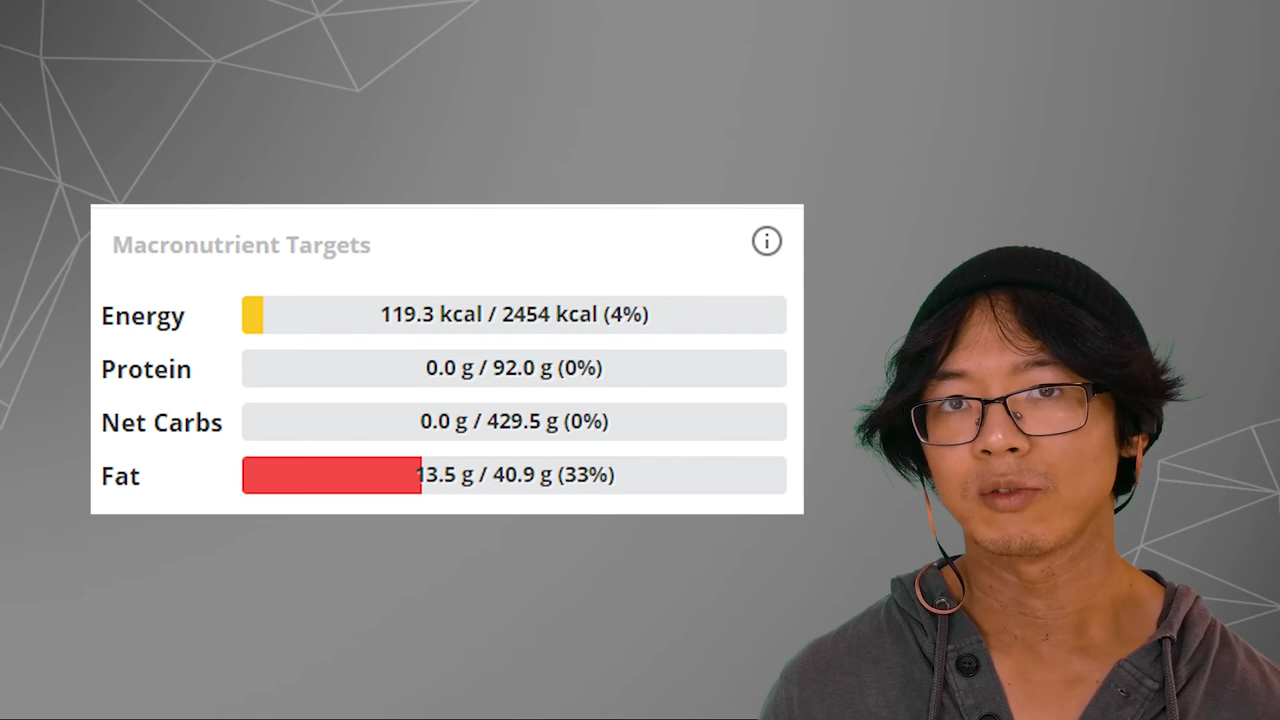 Macronutrient Targets
Energy 119.3 kcal / 2454 kcal (4%)
Protein 0.0 g / 92.0 g (0%)
Net Carbs 0.0 g / 429.5 g (0%)
Fat 13.5 g / 40.9 g (33%)